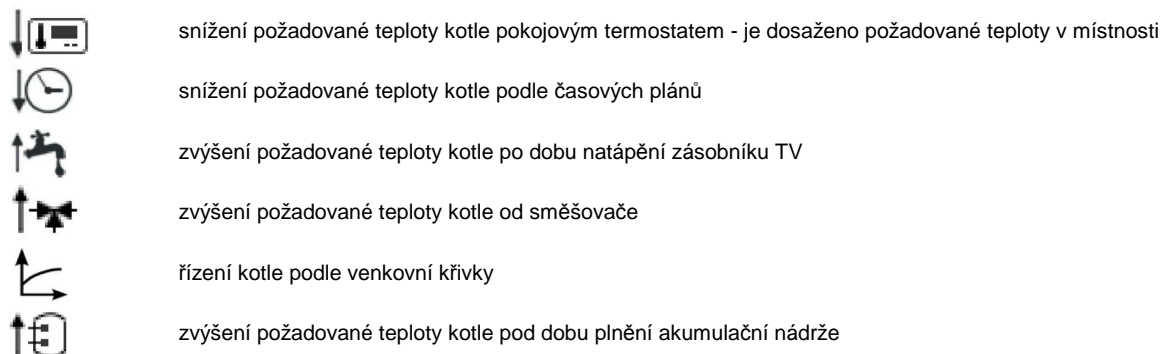 snížení požadované teploty kotle pokojovým termostatem - je dosaženo požadované teploty v místnosti
snížení požadované teploty kotle podle časových plánů
zvýšení požadované teploty kotle po dobu natápění zásobníku TV
zvýšení požadované teploty kotle od směšovače
řízení kotle podle venkovní křivky
zvýšení požadované teploty kotle pod dobu plnění akumulační nádrže